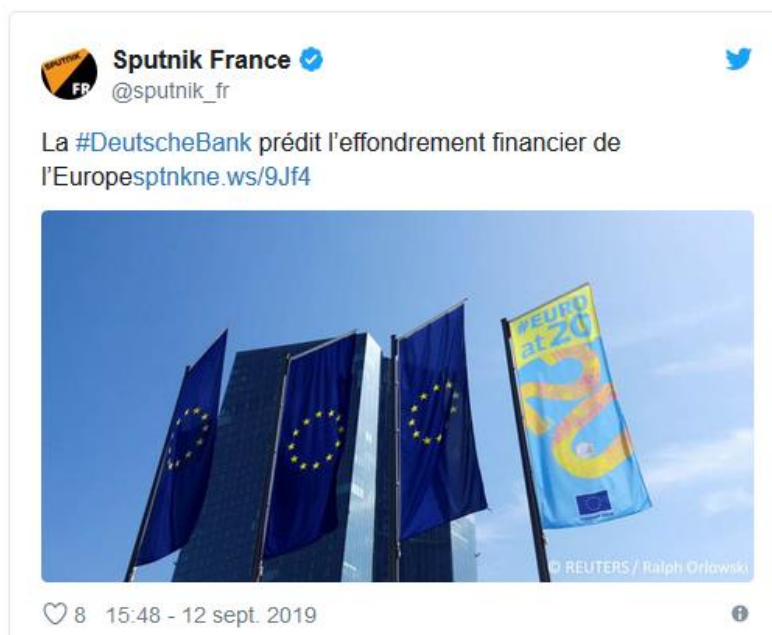 SPUTNIK
FR
Sputnik France
@sputnik_fr
La #DeutscheBank prédit l’effondrement financier de
l’Europesptnkne.ws/9Jf4
#EURO
at 20
© REUTERS / Ralph Orlowski
8 15:48 - 12 sept. 2019